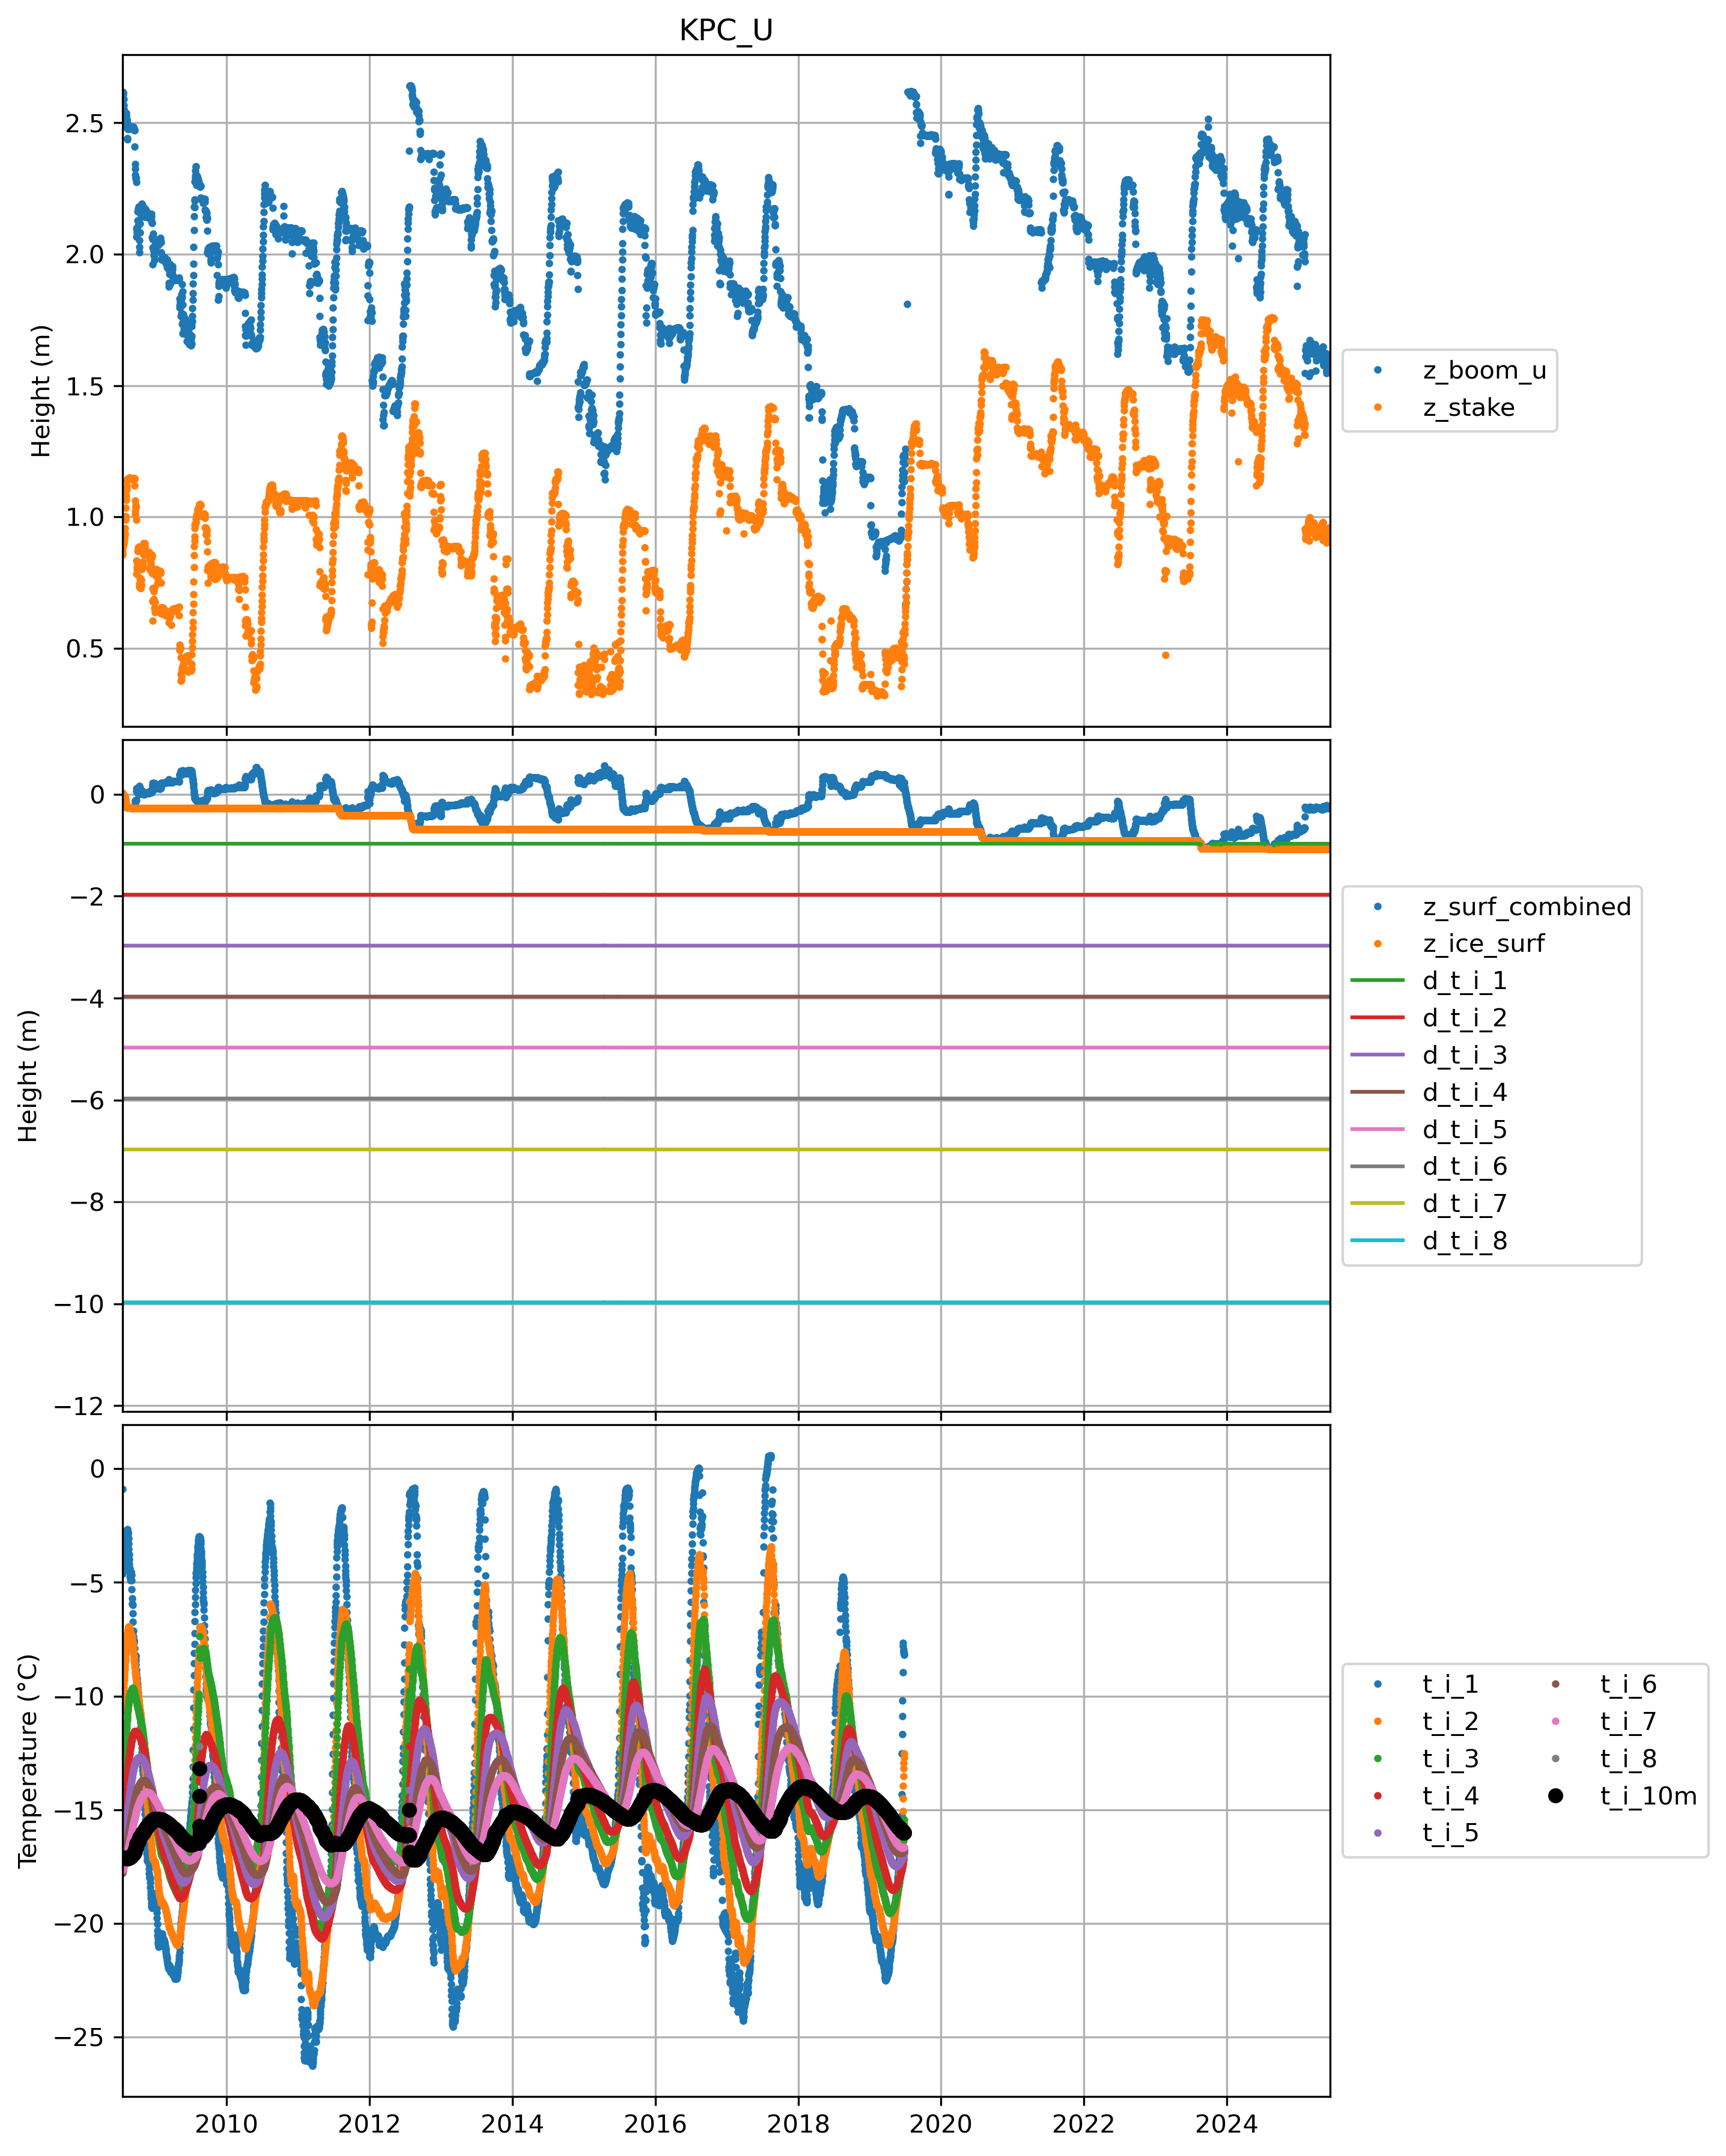 KPC_U
2.5
2.0
1.5
1.0
0.5
Height (m)
z_boom_u
z_stake
0
−2
−4
−6
−8
−10
−12
Height (m)
z_surf_combined
z_ice_surf
d_t_i_1
d_t_i_2
d_t_i_3
d_t_i_4
d_t_i_5
d_t_i_6
d_t_i_7
d_t_i_8
0
−5
−10
−15
−20
−25
Temperature (°C)
t_i_1
t_i_2
t_i_3
t_i_4
t_i_5
t_i_6
t_i_7
t_i_8
t_i_10m
2010 2012 2014 2016 2018 2020 2022 2024